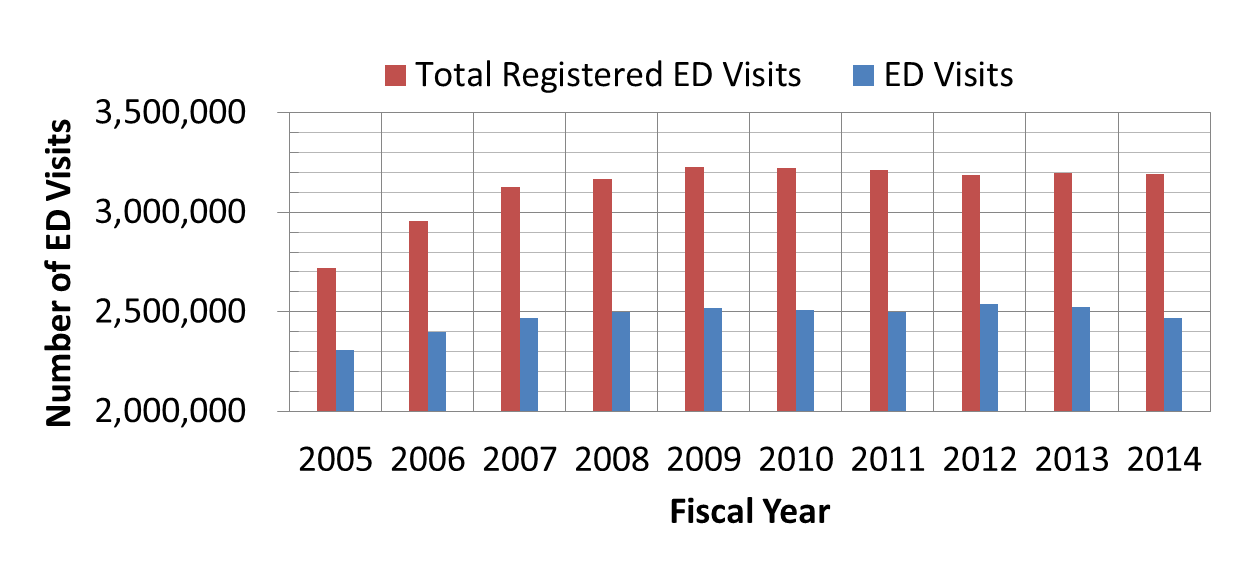 Total Registered ED Visits ED Visits
Number of ED Visits
3,500,000
3,000,000
2,500,000
2,000,000
2005 2006 2007 2008 2009 2010 2011 2012 2013 2014
Fiscal Year